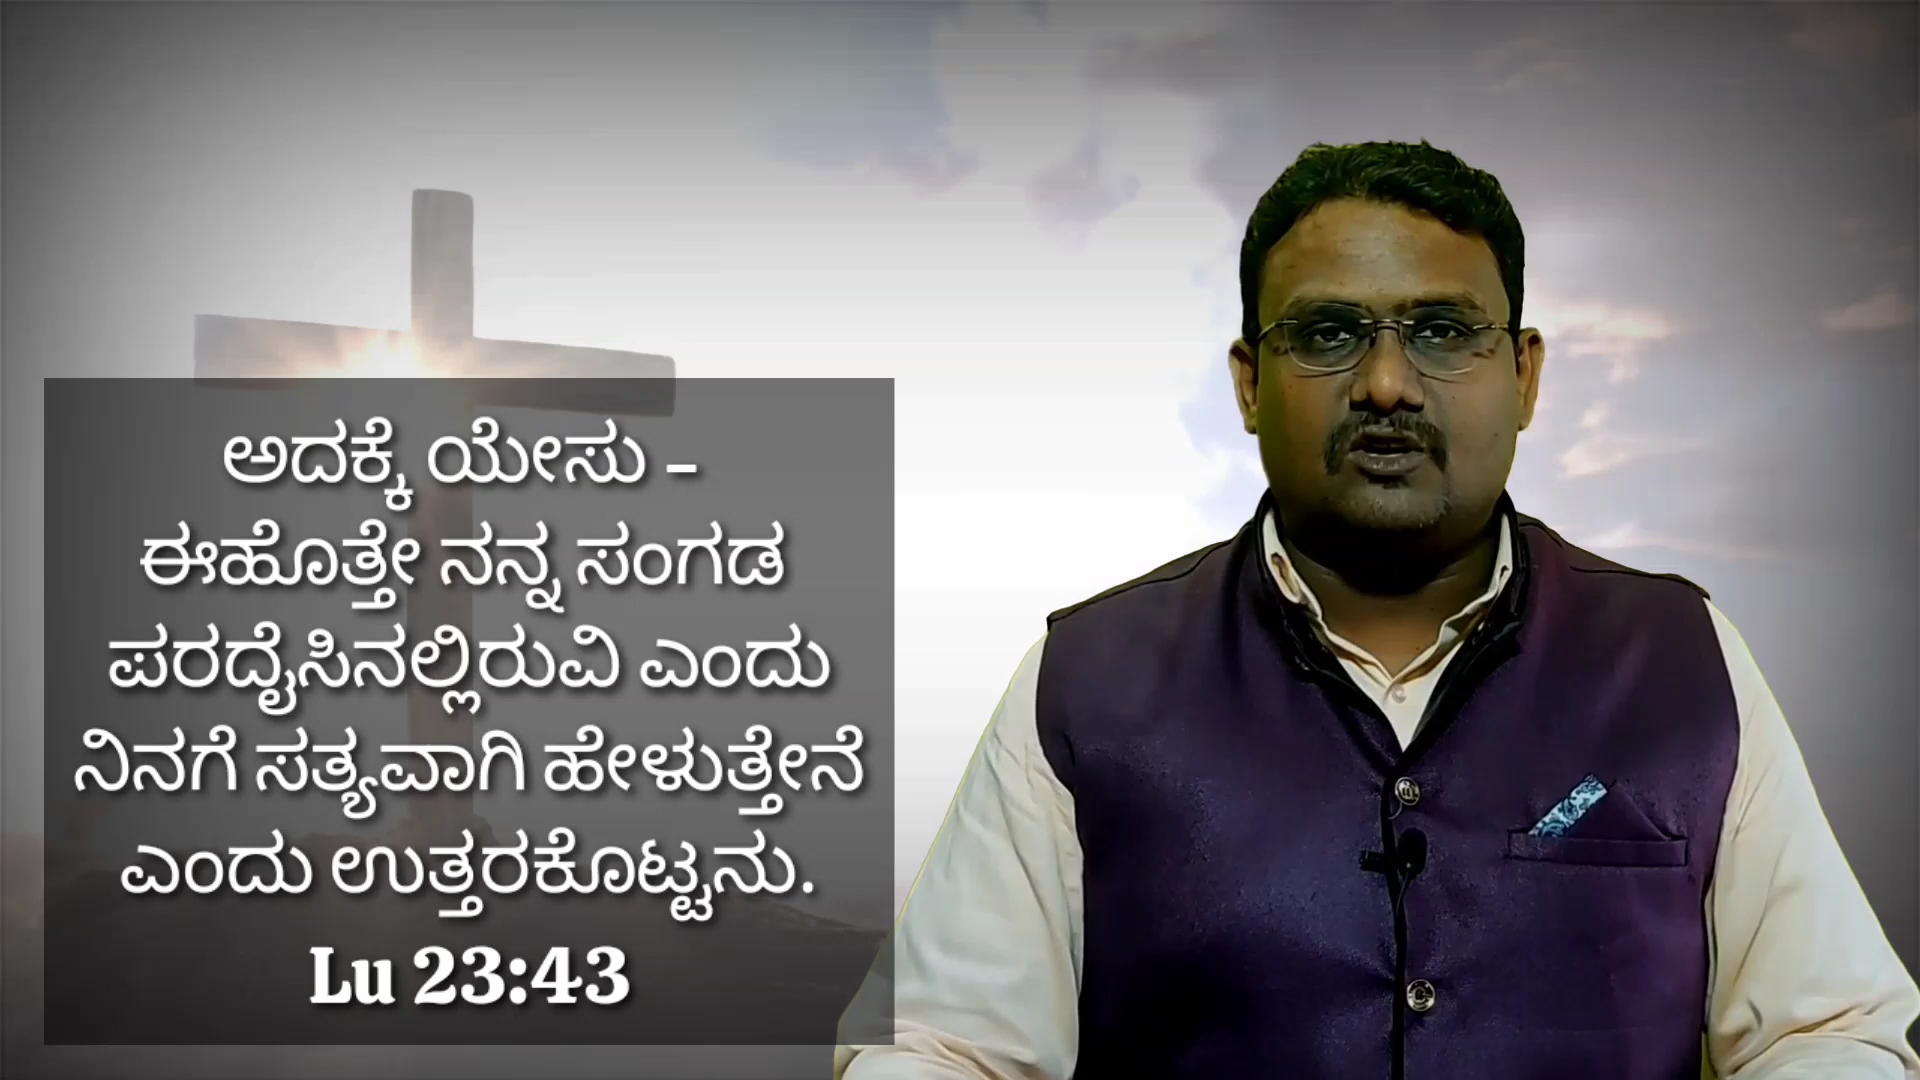 ಅದಕ್ಕೆ ಯೇಸು -
ಈಹೊತ್ತೇ ನನ್ನ ಸಂಗಡ
ಪರದೈಸಿನಲ್ಲಿರುವಿ ಎಂದು
ನಿನಗೆ ಸತ್ಯವಾಗಿ ಹೇಳುತ್ತೇನೆ
ಎಂದು ಉತ್ತರಕೊಟ್ಟನು.
Lu 23:43